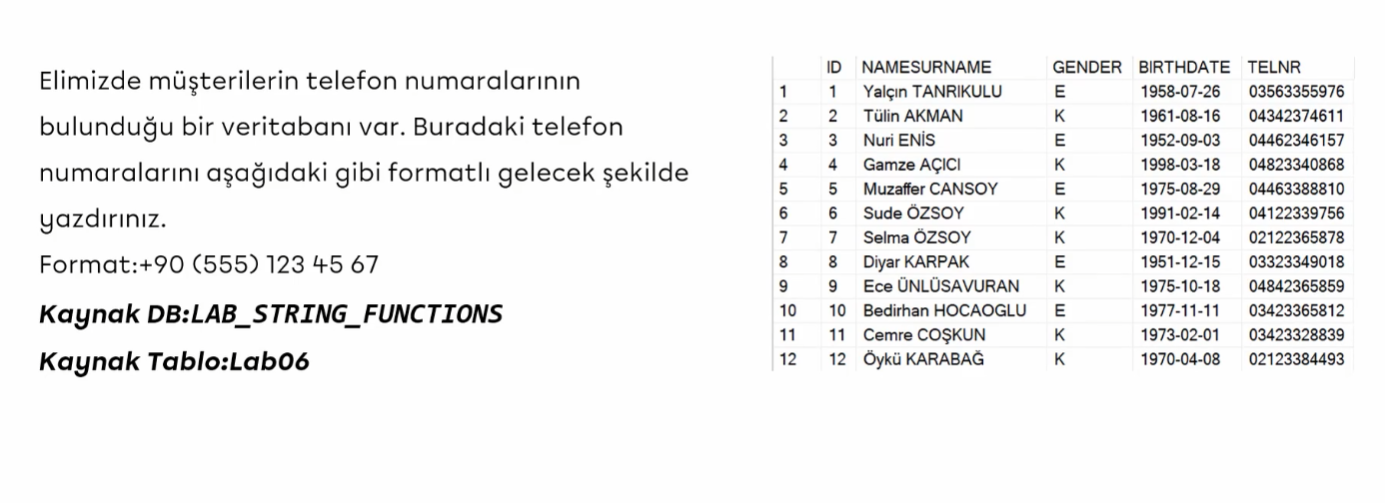 Elimizde müşterilerin telefon numaralarının
bulunduğu bir veritabanı var. Buradaki telefon
numaralarını aşağıdaki gibi formatlı gelecek şekilde
yazdırınız.
Format:+90 (555) 123 45 67
Kaynak DB:LAB_STRING_FUNCTIONS
Kaynak Tablo:Lab06
ID NAMESURNAME GENDER BIRTHDATE TELNR
1 1 Yalçın TANRIKULU E 1958-07-26 03563355976
2 2 Tülin AKMAN K 1961-08-16 04342374611
3 3 Nuri ENİS E 1952-09-03 04462346157
4 4 Gamze AÇICI K 1998-03-18 04823340868
5 5 Muzaffer CANSOY E 1975-08-29 04463388810
6 6 Sude ÖZSOY K 1991-02-14 04122339756
7 7 Selma ÖZSOY K 1970-12-04 02122365878
8 8 Diyar KARPAK E 1951-12-15 03323349018
9 9 Ece ÜNLÜSAVURAN K 1975-10-18 04842365859
10 10 Bedirhan HOCAOGLU E 1977-11-11 03423365812
11 11 Cemre COŞKUN K 1973-02-01 03423328839
12 12 Öykü KARABAĞ K 1970-04-08 02123384493